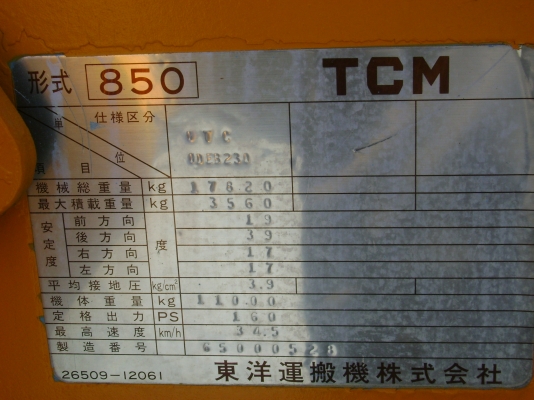 形式 850 TCM
仕様区分
単
位
項目
機械総重量 kg 17820
最大積載重量 kg 3560
安定度 前方向 度 19
後方向 39
右方向 17
左方向 17
平均接地圧 kg/cm² 3.9
機体重量 kg 11000
定格出力 PS 160
最高速度 km/h 34.5
製造番号 65000528
26509-12061 東洋運搬機株式会社